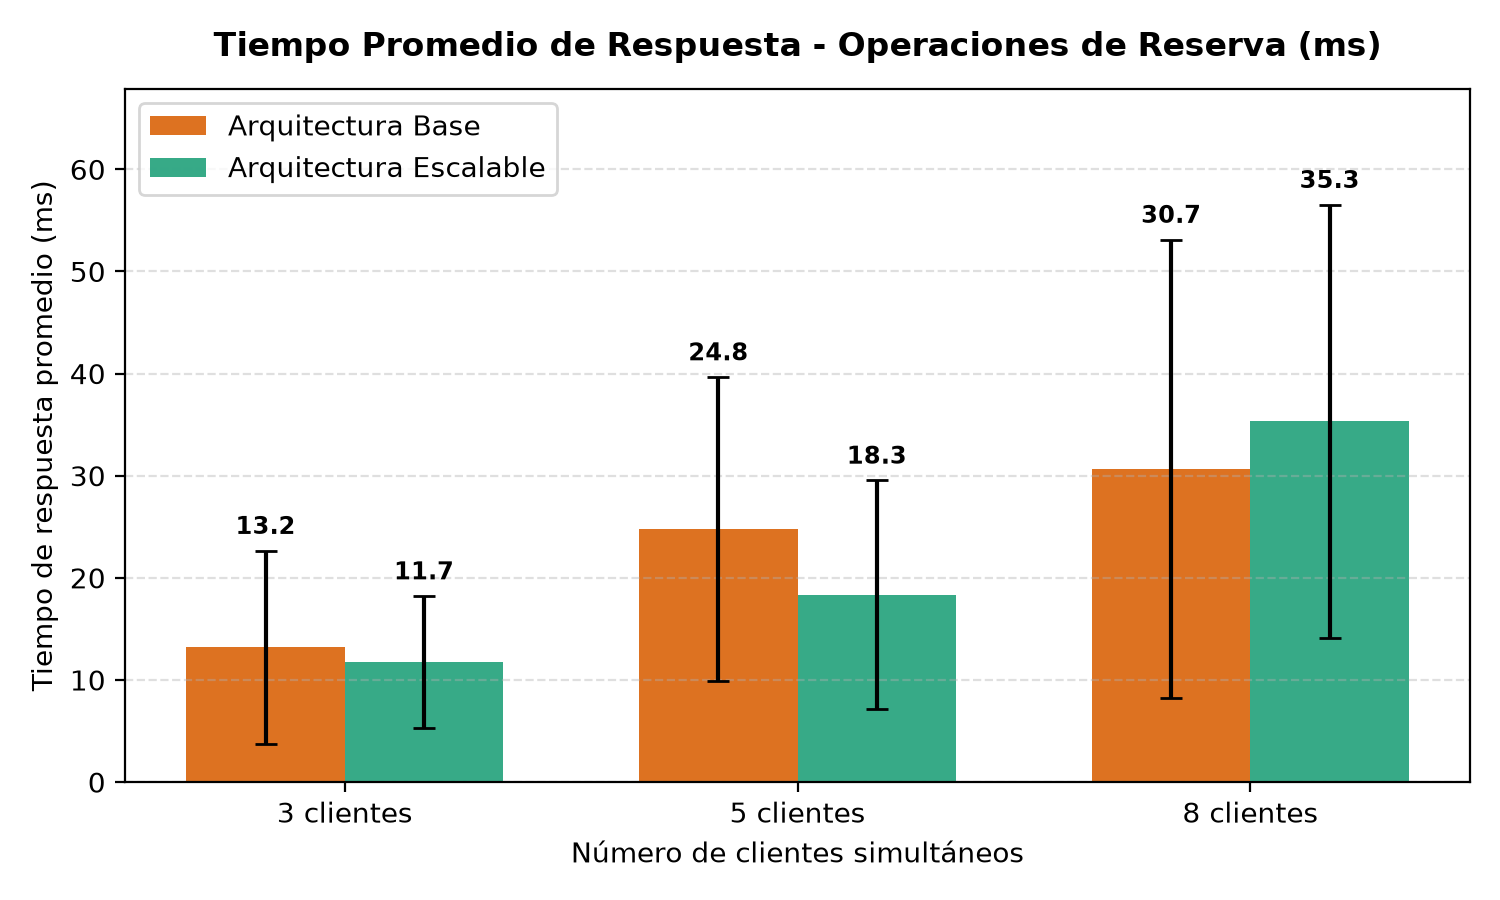 Tiempo Promedio de Respuesta - Operaciones de Reserva (ms)
Arquitectura Base
Arquitectura Escalable
Tiempo de respuesta promedio (ms)
60
50
40
30
20
10
0
13.2
11.7
24.8
18.3
30.7
35.3
3 clientes
5 clientes
8 clientes
Número de clientes simultáneos